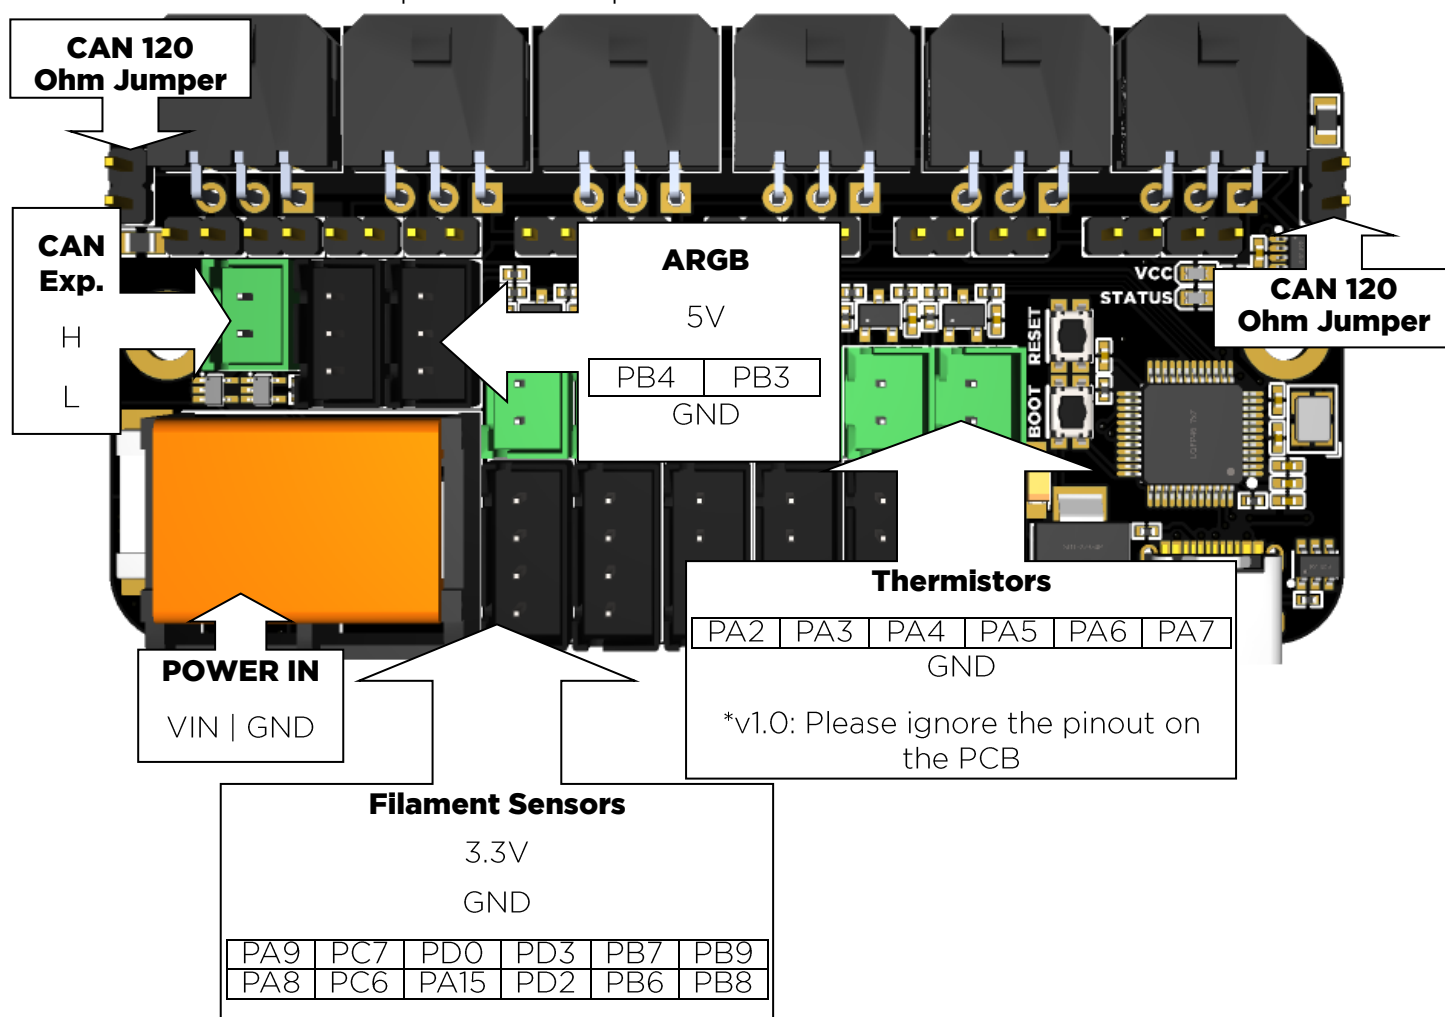 CAN 120
Ohm Jumper
CAN
Exp.
H
L
ARGB
5V
PB4 PB3
GND
VCC
STATUS
RESET
BOOT
CAN 120
Ohm Jumper
POWER IN
VIN | GND
Thermistors
PA2 PA3 PA4 PA5 PA6 PA7
GND
*v1.0: Please ignore the pinout on
the PCB
Filament Sensors
3.3V
GND
PA9 PC7 PD0 PD3 PB7 PB9
PA8 PC6 PA15 PD2 PB6 PB8